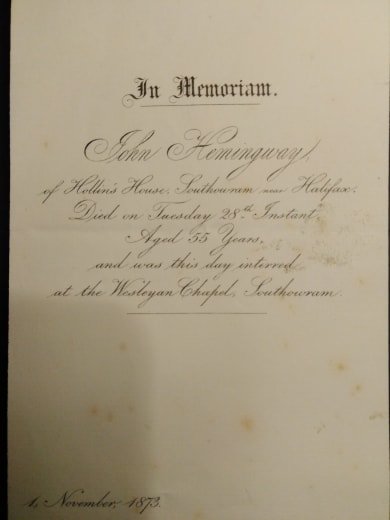 In Memoriam.
John Hemingway,
of Hollin's House, Southowram near Halifax,
Died on Tuesday 28th Instant,
Aged 55 Years,
and was this day interred
at the Wesleyan Chapel, Southowram.
1, November, 1873.